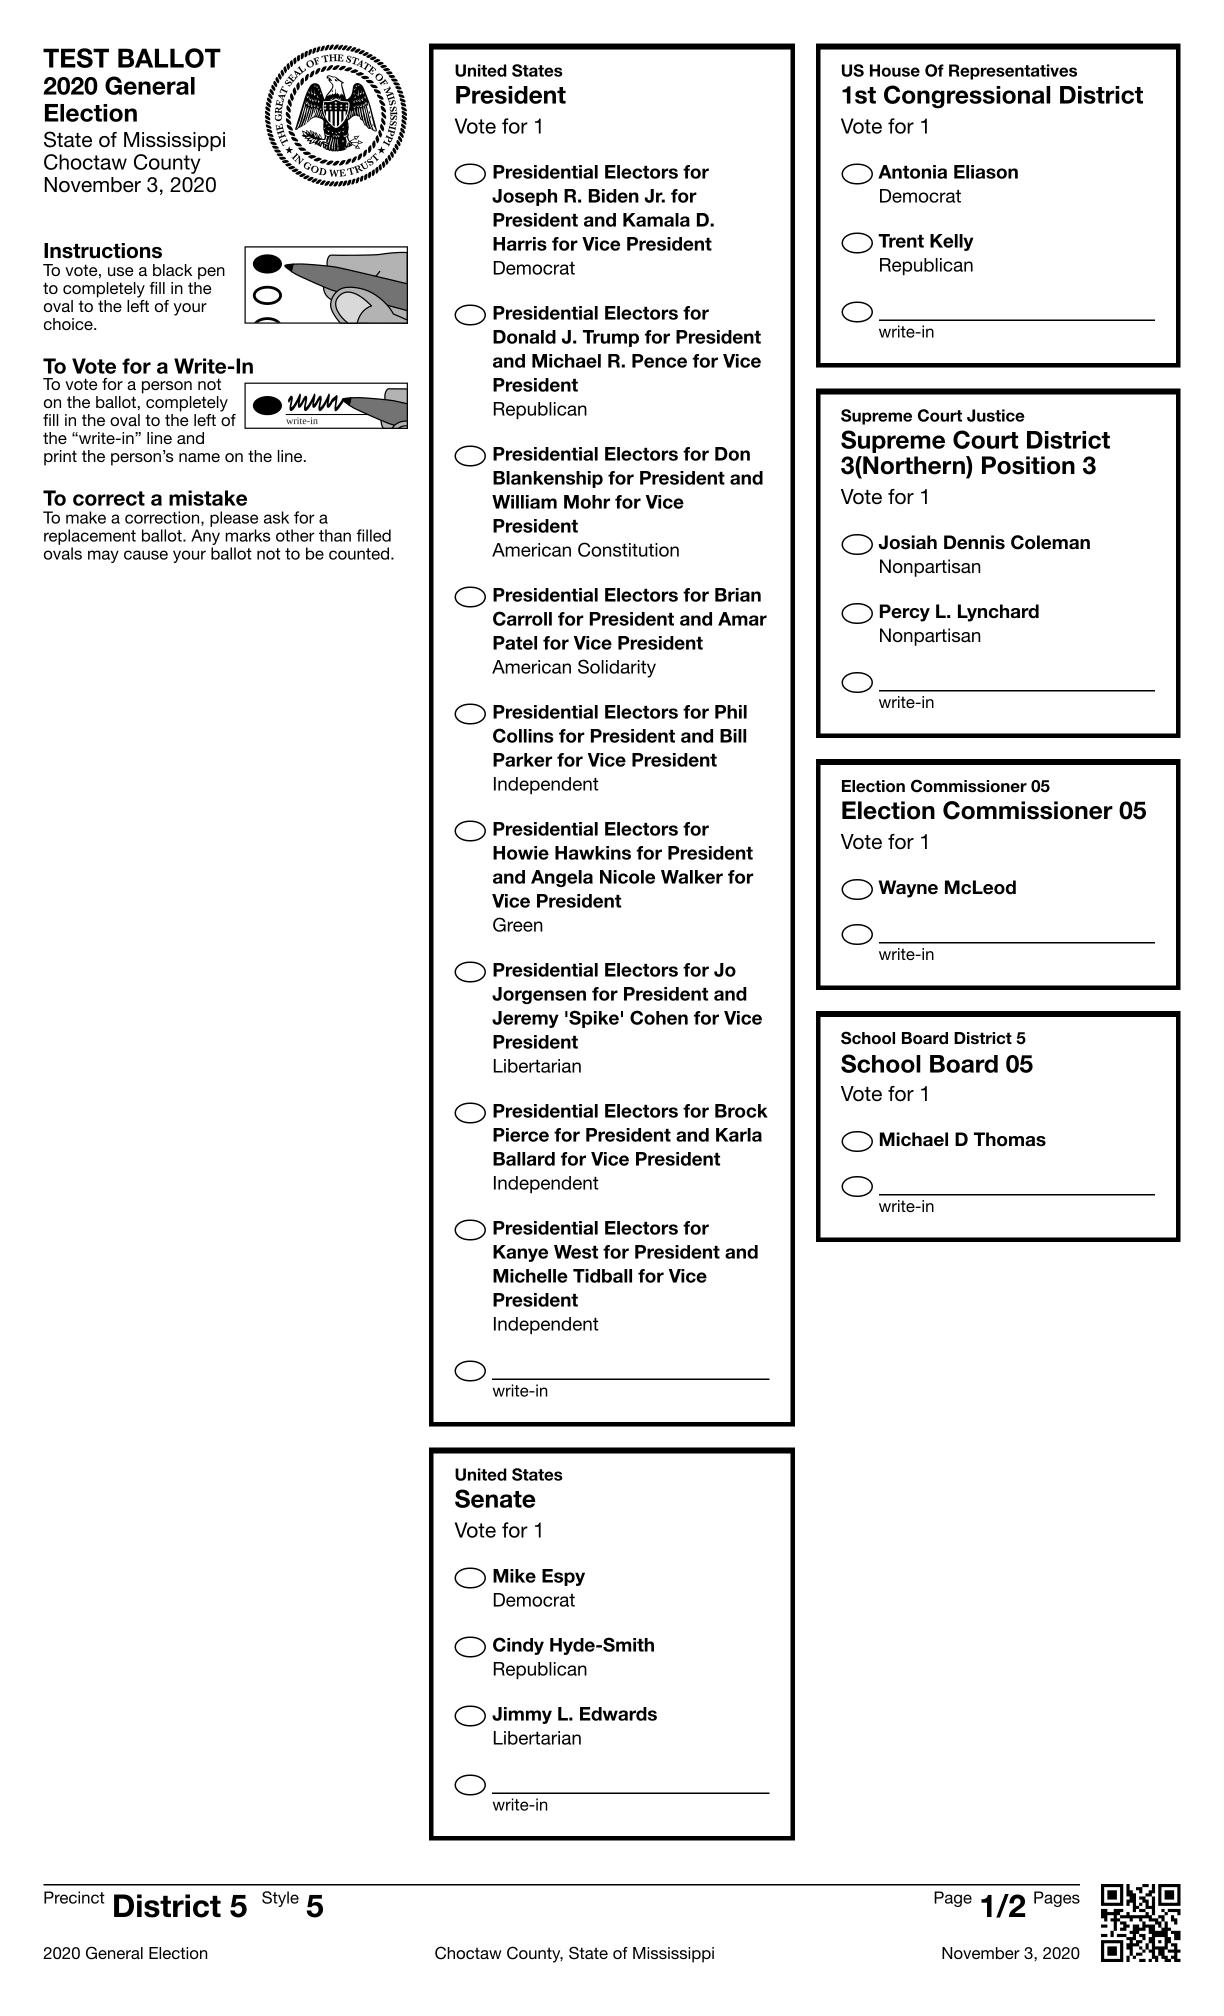 TEST BALLOT
2020 General
Election
State of Mississippi
Choctaw County
November 3, 2020
THE GREAT SEAL OF THE STATE OF MISSISSIPPI
★ IN GOD WE TRUST ★
Instructions
To vote, use a black pen
to completely fill in the
oval to the left of your
choice.
To Vote for a Write-In
To vote for a person not
on the ballot, completely
fill in the oval to the left of
the “write-in” line and
print the person’s name on the line.
write-in
To correct a mistake
To make a correction, please ask for a
replacement ballot. Any marks other than filled
ovals may cause your ballot not to be counted.
United States
President
Vote for 1
Presidential Electors for
Joseph R. Biden Jr. for
President and Kamala D.
Harris for Vice President
Democrat
Presidential Electors for
Donald J. Trump for President
and Michael R. Pence for Vice
President
Republican
Presidential Electors for Don
Blankenship for President and
William Mohr for Vice
President
American Constitution
Presidential Electors for Brian
Carroll for President and Amar
Patel for Vice President
American Solidarity
Presidential Electors for Phil
Collins for President and Bill
Parker for Vice President
Independent
Presidential Electors for
Howie Hawkins for President
and Angela Nicole Walker for
Vice President
Green
Presidential Electors for Jo
Jorgensen for President and
Jeremy 'Spike' Cohen for Vice
President
Libertarian
Presidential Electors for Brock
Pierce for President and Karla
Ballard for Vice President
Independent
Presidential Electors for
Kanye West for President and
Michelle Tidball for Vice
President
Independent
write-in
United States
Senate
Vote for 1
Mike Espy
Democrat
Cindy Hyde-Smith
Republican
Jimmy L. Edwards
Libertarian
write-in
US House Of Representatives
1st Congressional District
Vote for 1
Antonia Eliason
Democrat
Trent Kelly
Republican
write-in
Supreme Court Justice
Supreme Court District
3(Northern) Position 3
Vote for 1
Josiah Dennis Coleman
Nonpartisan
Percy L. Lynchard
Nonpartisan
write-in
Election Commissioner 05
Election Commissioner 05
Vote for 1
Wayne McLeod
write-in
School Board District 5
School Board 05
Vote for 1
Michael D Thomas
write-in
Precinct District 5 Style 5
Page 1/2 Pages
2020 General Election
Choctaw County, State of Mississippi
November 3, 2020